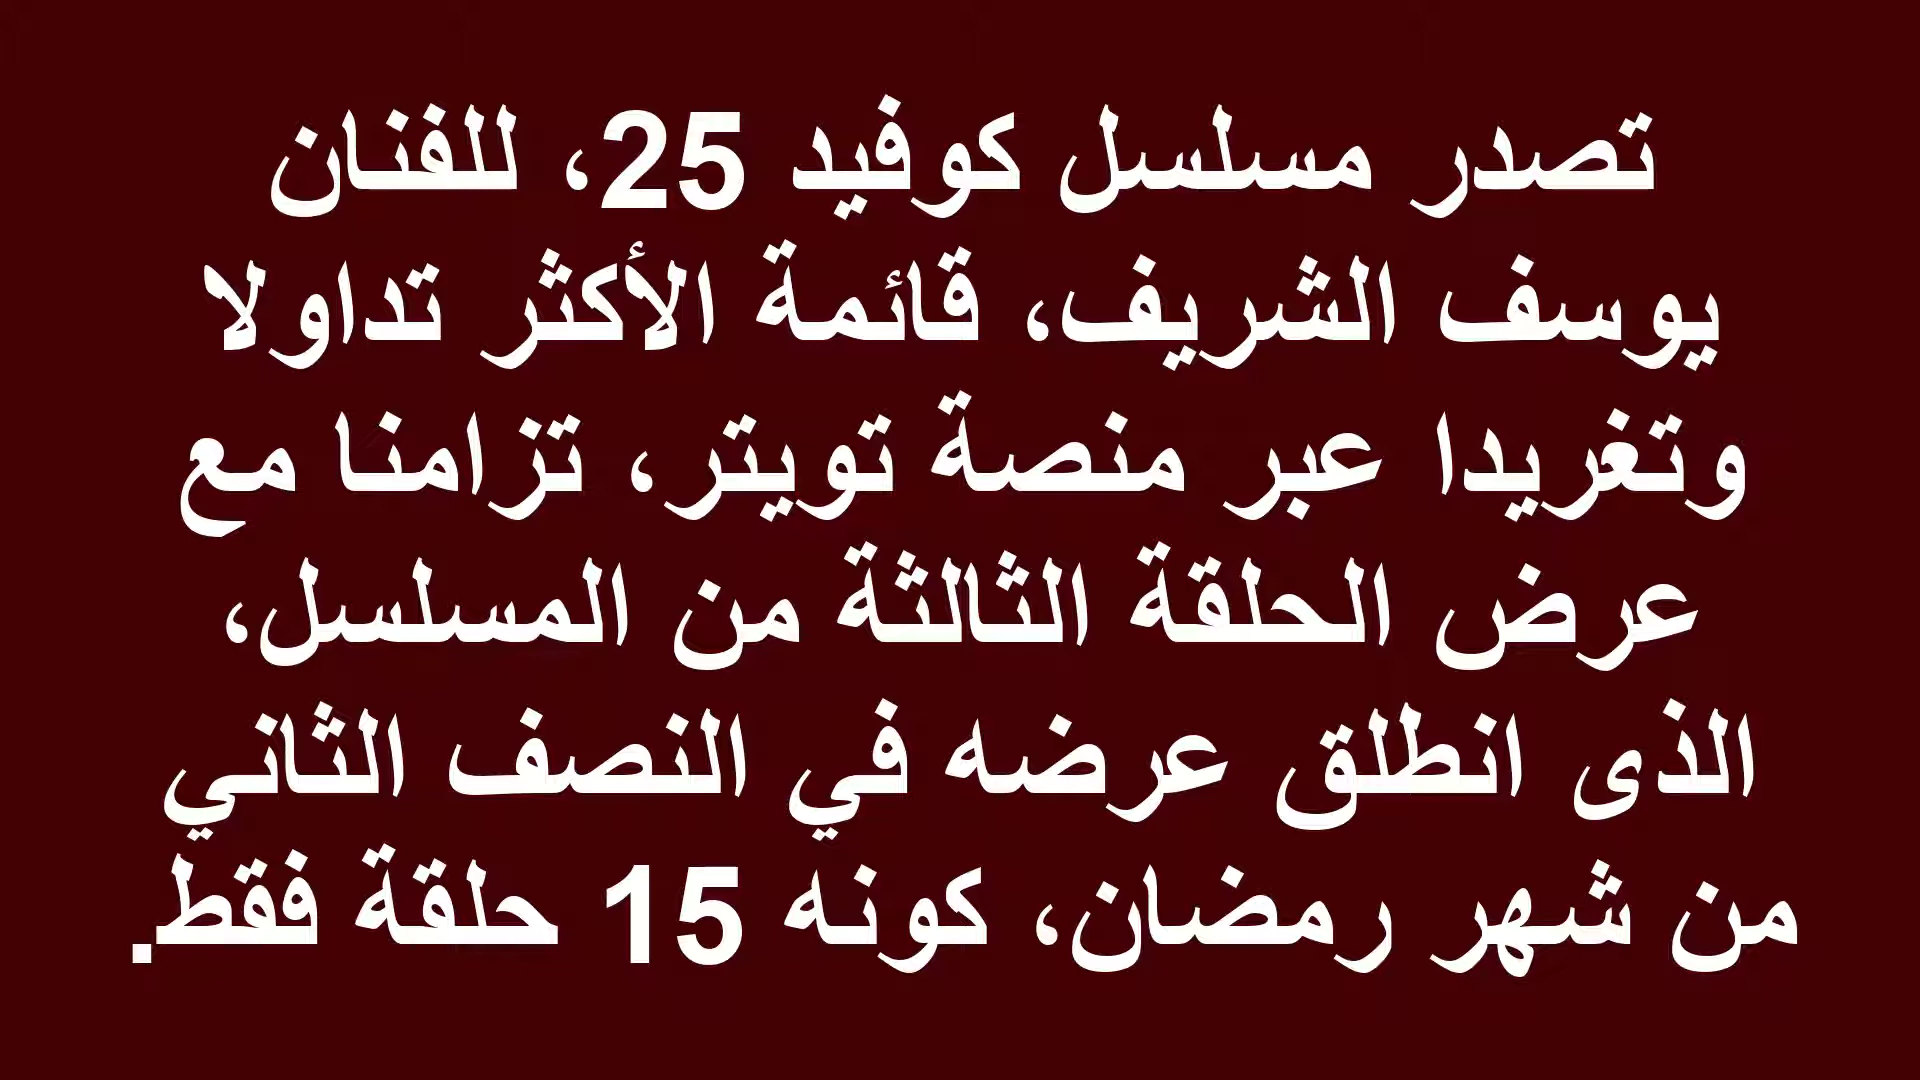 تصدر مسلسل كوفيد 25، للفنان
يوسف الشريف، قائمة الأكثر تداولا
وتغريدا عبر منصة تويتر، تزامنا مع
عرض الحلقة الثالثة من المسلسل،
الذى انطلق عرضه في النصف الثاني
من شهر رمضان، كونه 15 حلقة فقط.